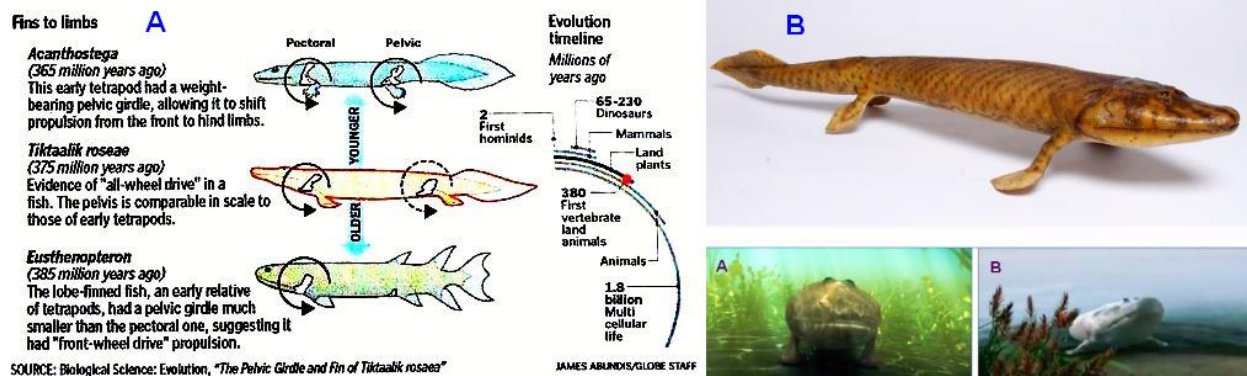 Fins to limbs
A
Acanthostega
(365 million years ago)
This early tetrapod had a weight-
bearing pelvic girdle, allowing it to shift
propulsion from the front to hind limbs.
Tiktaalik roseae
(375 million years ago)
Evidence of "all-wheel drive" in a
fish. The pelvis is comparable in scale to
those of early tetrapods.
Eusthenopteron
(385 million years ago)
The lobe-finned fish, an early relative
of tetrapods, had a pelvic girdle much
smaller than the pectoral one, suggesting it
had "front-wheel drive" propulsion.
SOURCE: Biological Science: Evolution, "The Pelvic Girdle and Fin of Tiktaalik rosaea"
Pectoral
Pelvic
YOUNGER
OLDER
Evolution
timeline
Millions of
years ago
65-230
Dinosaurs
2
First
hominids
Mammals
Land
plants
380
First
vertebrate
land
animals
Animals
1.8
billion
Multi
cellular
life
JAMES ABUNDIS/GLOBE STAFF
B
A
B